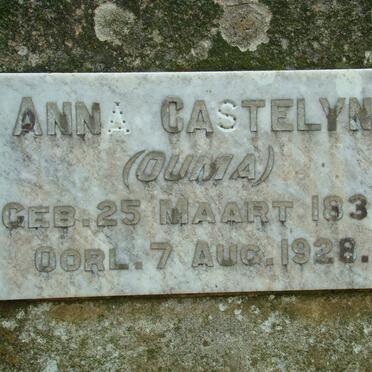 ANNA CASTELYN
(OUMA)
GEB. 25 MAART 183
OORL. 7 AUG. 1928.